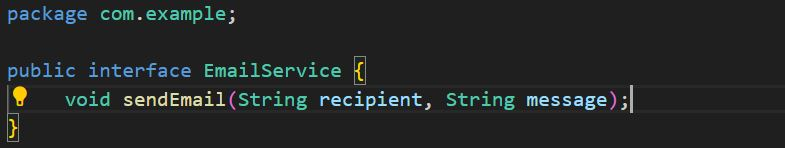 package com.example;
public interface EmailService {
    void sendEmail(String recipient, String message);
}